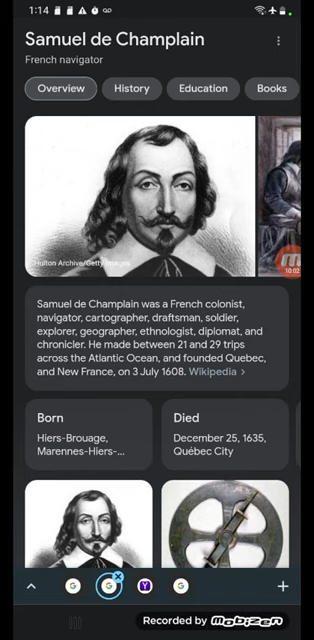 1:14
Samuel de Champlain
French navigator
Overview History Education Books
Hulton Archive/Getty Images
10:02
Samuel de Champlain was a French colonist,
navigator, cartographer, draftsman, soldier,
explorer, geographer, ethnologist, diplomat, and
chronicler. He made between 21 and 29 trips
across the Atlantic Ocean, and founded Quebec,
and New France, on 3 July 1608. Wikipedia >
Born
Hiers-Brouage,
Marennes-Hiers-...
Died
December 25, 1635,
Québec City
Recorded by Mobizen